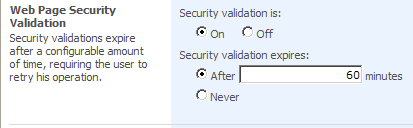 Web Page Security
Validation
Security validations expire
after a configurable amount
of time, requiring the user to
retry his operation.
Security validation is:
On Off
Security validation expires:
After 60 minutes
Never